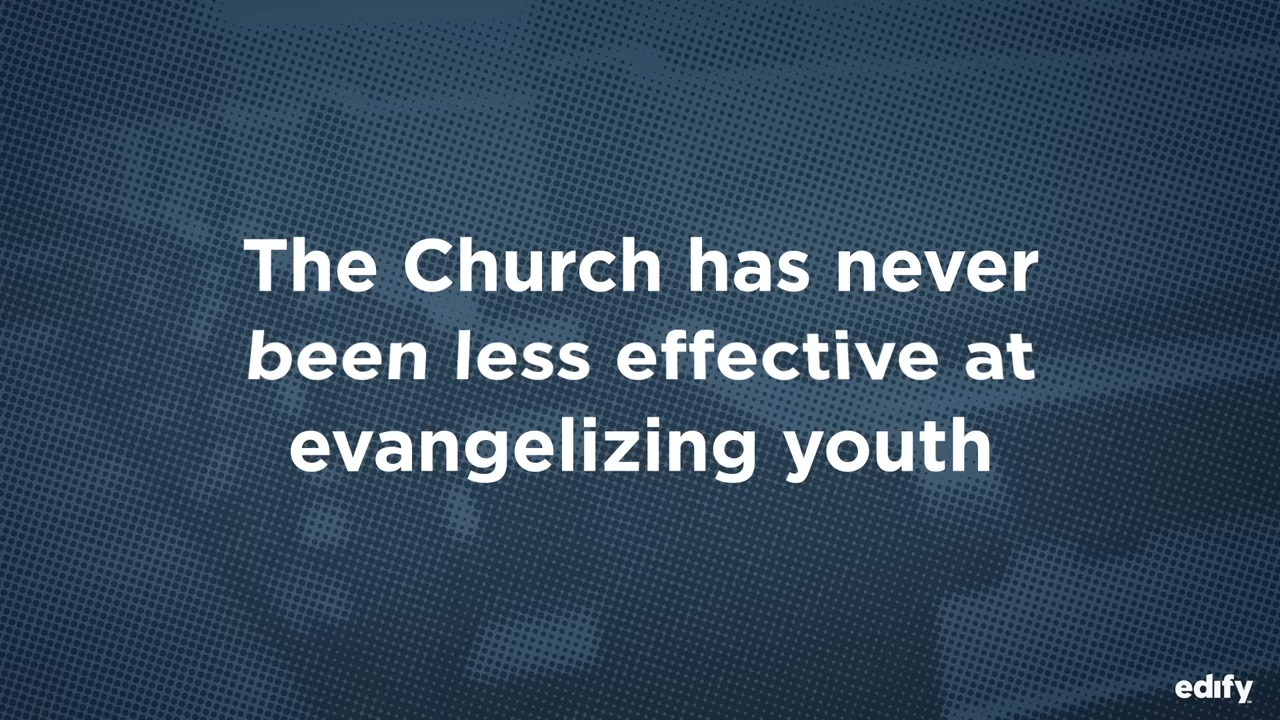 The Church has never
been less effective at
evangelizing youth
edify